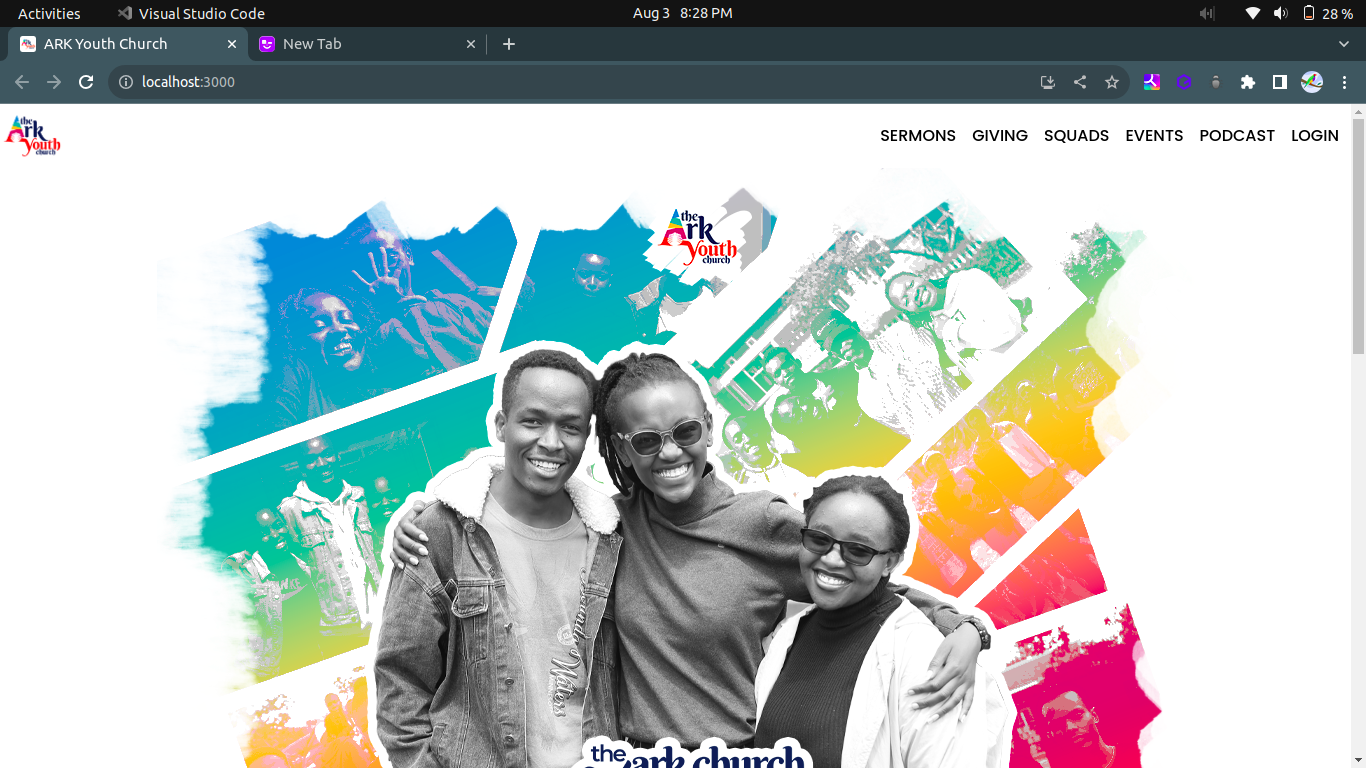 Activities
Visual Studio Code
Aug 3 8:28 PM
28 %
ARK Youth Church
New Tab
localhost:3000
the
Ark
Youth
church
SERMONS GIVING SQUADS EVENTS PODCAST LOGIN
the
Ark
Youth
church
Waters
the ark church